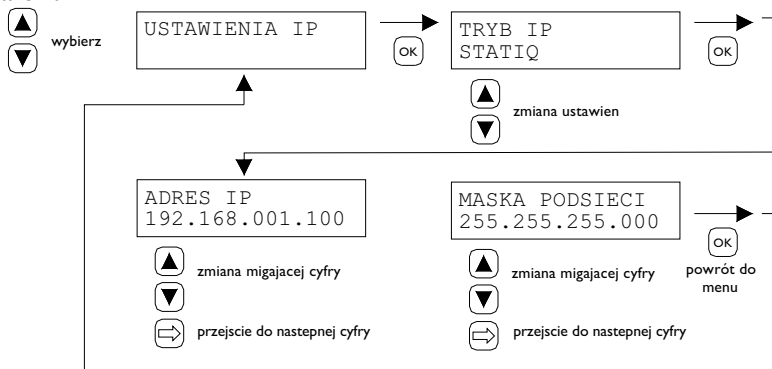 wybierz
USTAWIENIA IP
OK
TRYB IP
STATIQ
OK
zmiana ustawien
ADRES IP
192.168.001.100
zmiana migajacej cyfry
przejscie do nastepnej cyfry
MASKA PODSIECI
255.255.255.000
zmiana migajacej cyfry
przejscie do nastepnej cyfry
OK
powrót do
menu